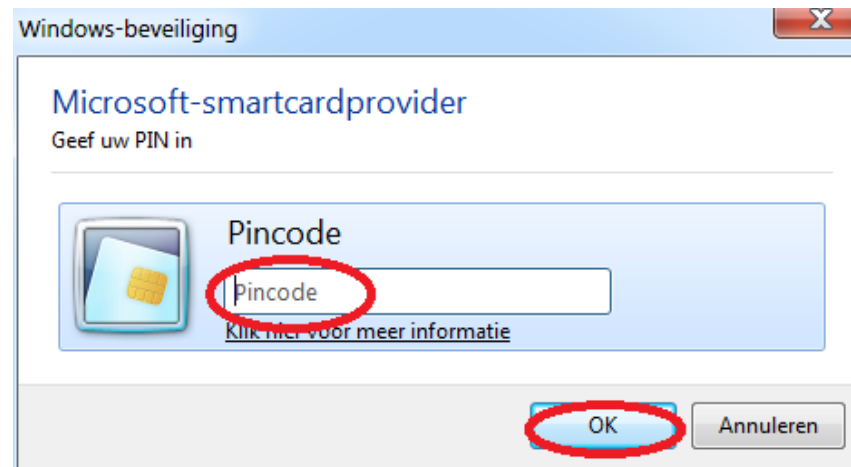 Windows-beveiliging
Microsoft-smartcardprovider
Geef uw PIN in
Pincode
Pincode
Klik hier voor meer informatie
OK
Annuleren